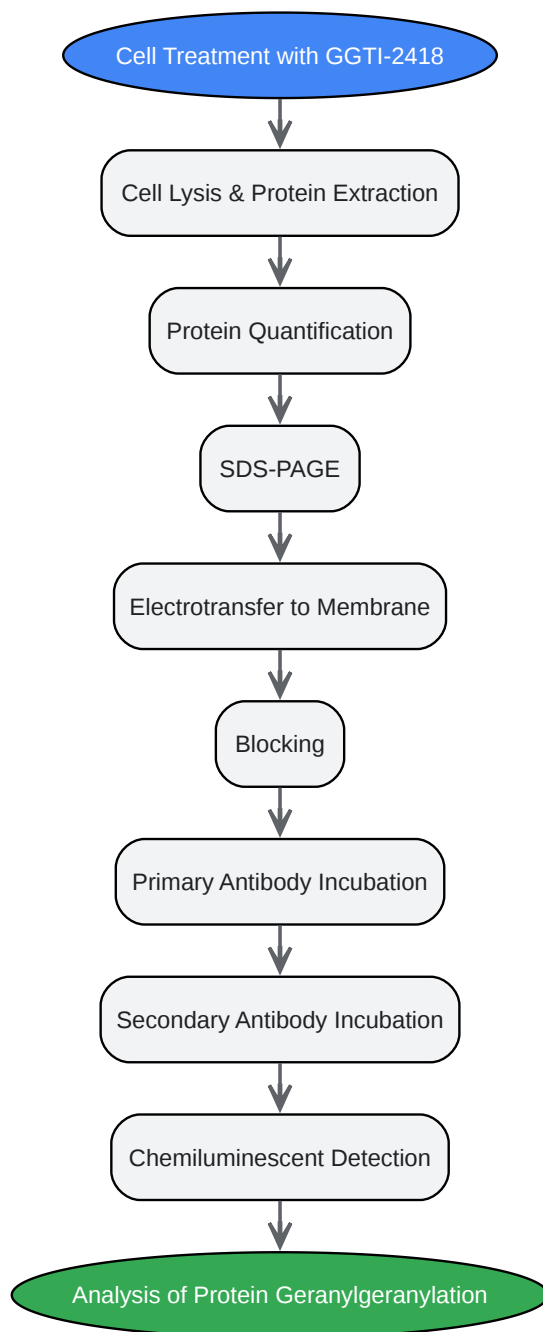 Cell Treatment with GGTI-2418
Cell Lysis & Protein Extraction
Protein Quantification
SDS-PAGE
Electrotransfer to Membrane
Blocking
Primary Antibody Incubation
Secondary Antibody Incubation
Chemiluminescent Detection
Analysis of Protein Geranylgeranylation